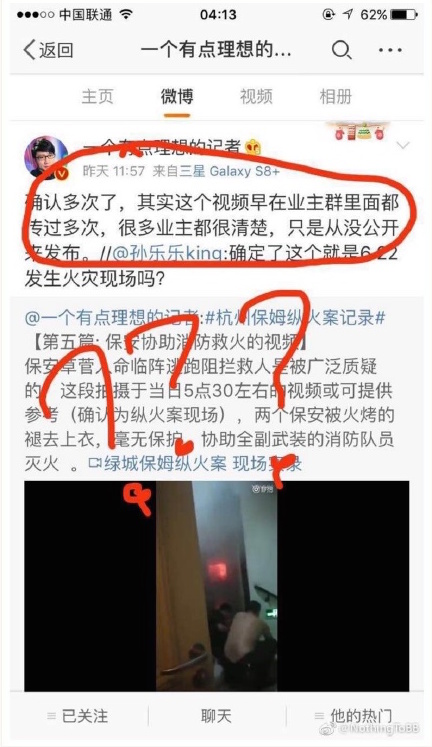 中国联通 04:13 62%
返回 一个有点理想的...
主页 微博 视频 相册
一个有点理想的记者
昨天 11:57 来自三星 Galaxy S8+
确认多次了，其实这个视频早在业主群里面都
传过多次，很多业主都很清楚，只是从没公开
来发布。//@孙乐乐king:确定了这个就是6.22
发生火灾现场吗？
@一个有点理想的记者:#杭州保姆纵火案记录#
【第五篇: 保安协助消防救火的视频】
保安草菅人命临阵逃跑阻拦救人是被广泛质疑
的，这段拍摄于当日5点30左右的视频或可提供
参考（确认为纵火案现场），两个保安被火烤的
褪去上衣，毫无保护，协助全副武装的消防队员
灭火 。绿城保姆纵火案 现场实录
???
已关注 聊天 他的热门
@NothingToBB